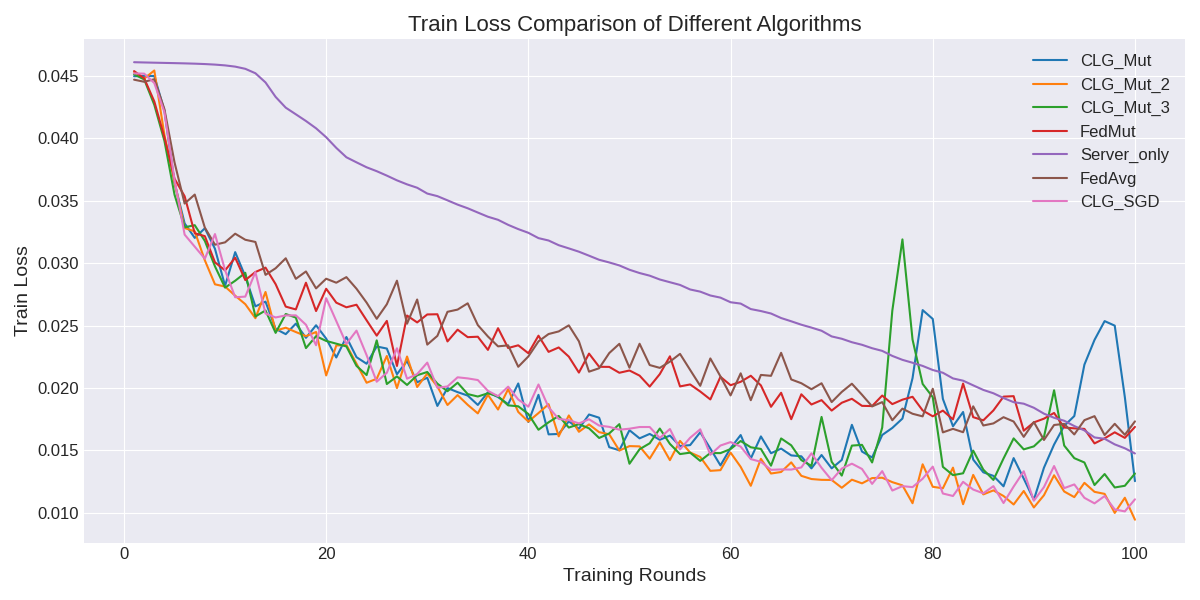 Train Loss Comparison of Different Algorithms
Train Loss
0.045
0.040
0.035
0.030
0.025
0.020
0.015
0.010
CLG_Mut
CLG_Mut_2
CLG_Mut_3
FedMut
Server_only
FedAvg
CLG_SGD
0 20 40 60 80 100
Training Rounds